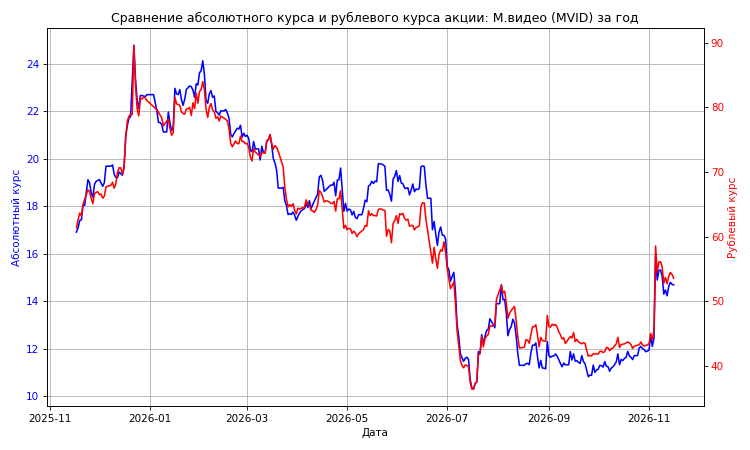 Сравнение абсолютного курса и рублевого курса акции: М.видео (MVID) за год
Абсолютный курс
24
22
20
18
16
14
12
10
90
80
70
60
50
40
Рублевый курс
2025-11 2026-01 2026-03 2026-05 2026-07 2026-09 2026-11
Дата